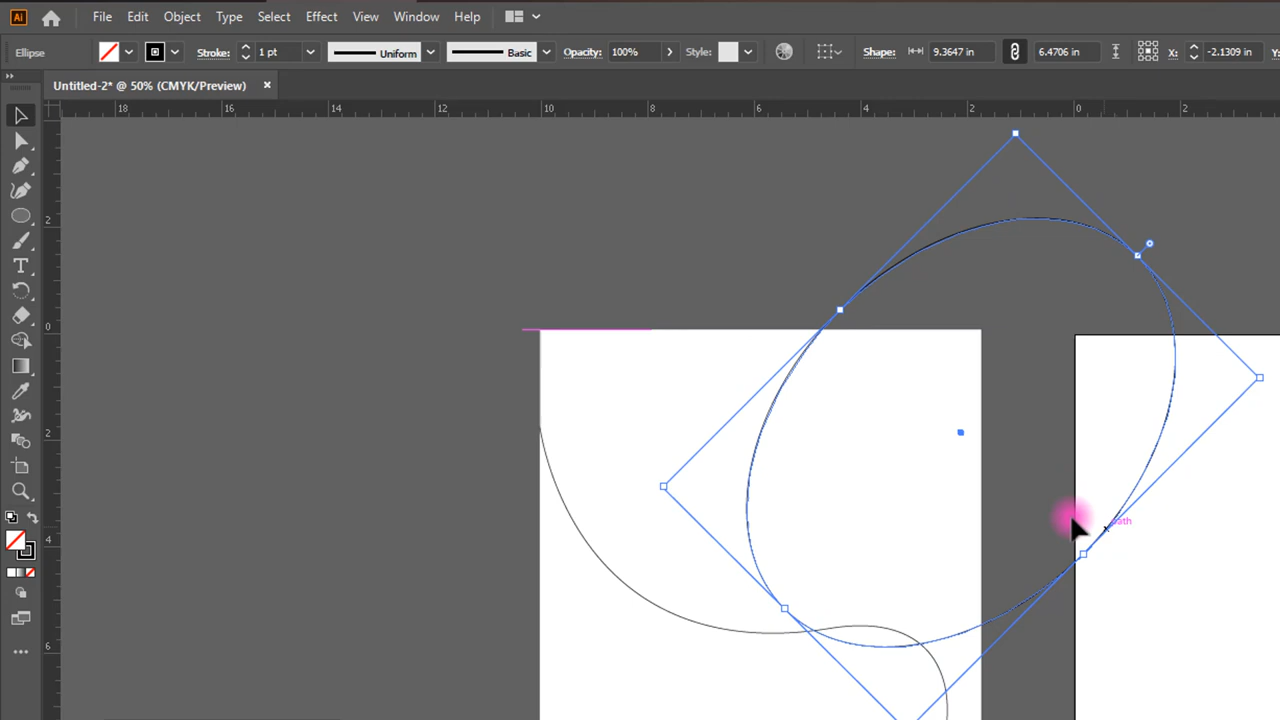 Ai File Edit Object Type Select Effect View Window Help
Ellipse Stroke: 1 pt Uniform Basic Opacity: 100% Style: Shape: 9.3647 in 6.4706 in X: -2.1309 in Y:
Untitled-2* @ 50% (CMYK/Preview) ×
18 16 14 12 10 8 6 4 2 0 2
2
0
2
4
6
path